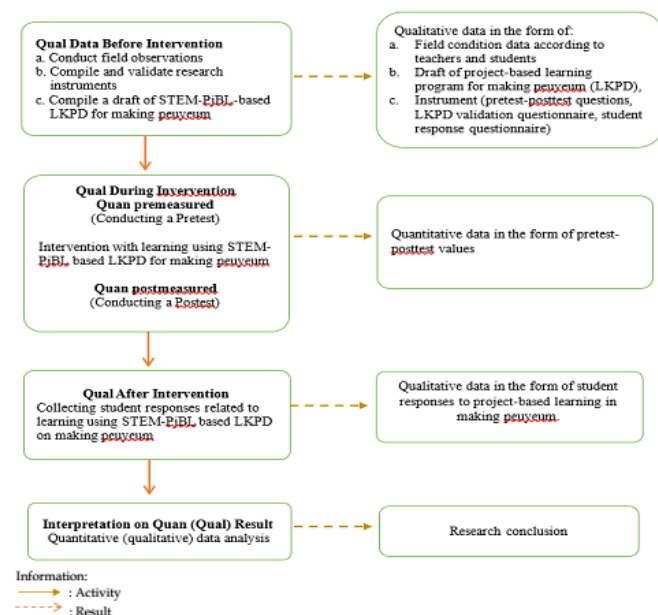 Qual Data Before Intervention
a. Conduct field observations
b. Compile and validate research
instruments
c. Compile a draft of STEM-PjBL-based
LKPD for making peuyeum
Qualitative data in the form of:
a. Field condition data according to
teachers and students
b. Draft of project-based learning
program for making peuyeum (LKPD),
c. Instrument (pretest-posttest questions,
LKPD validation questionnaire, student
response questionnaire)
Qual During Invervention
Quan premeasured
(Conducting a Pretest)
Intervention with learning using STEM-
PjBL based LKPD for making peuyeum
Quan postmeasured
(Conducting a Postest)
Quantitative data in the form of pretest-
posttest values
Qual After Intervention
Collecting student responses related to
learning using STEM-PjBL based LKPD
on making peuyeum
Qualitative data in the form of student
responses to project-based learning in
making peuyeum.
Interpretation on Quan (Qual) Result
Quantitative (qualitative) data analysis
Research conclusion
Information:
: Activity
: Result